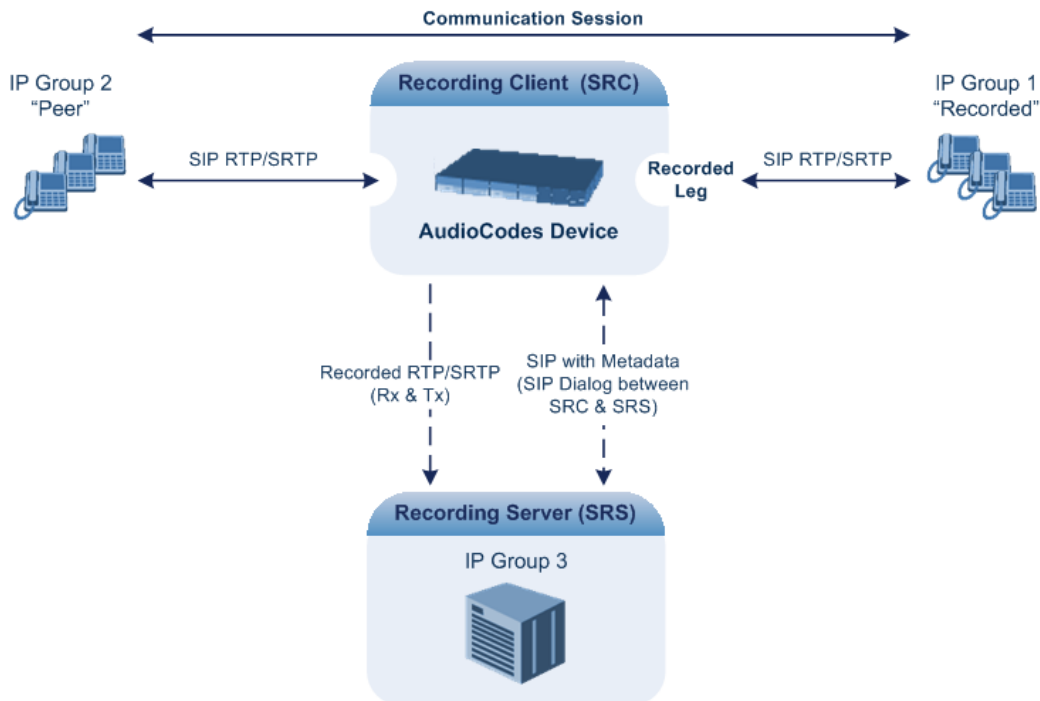 Communication Session
IP Group 2
"Peer"
Recording Client (SRC)
IP Group 1
"Recorded"
SIP RTP/SRTP
Recorded
Leg
SIP RTP/SRTP
AudioCodes Device
Recorded RTP/SRTP
(Rx & Tx)
SIP with Metadata
(SIP Dialog between
SRC & SRS)
Recording Server (SRS)
IP Group 3